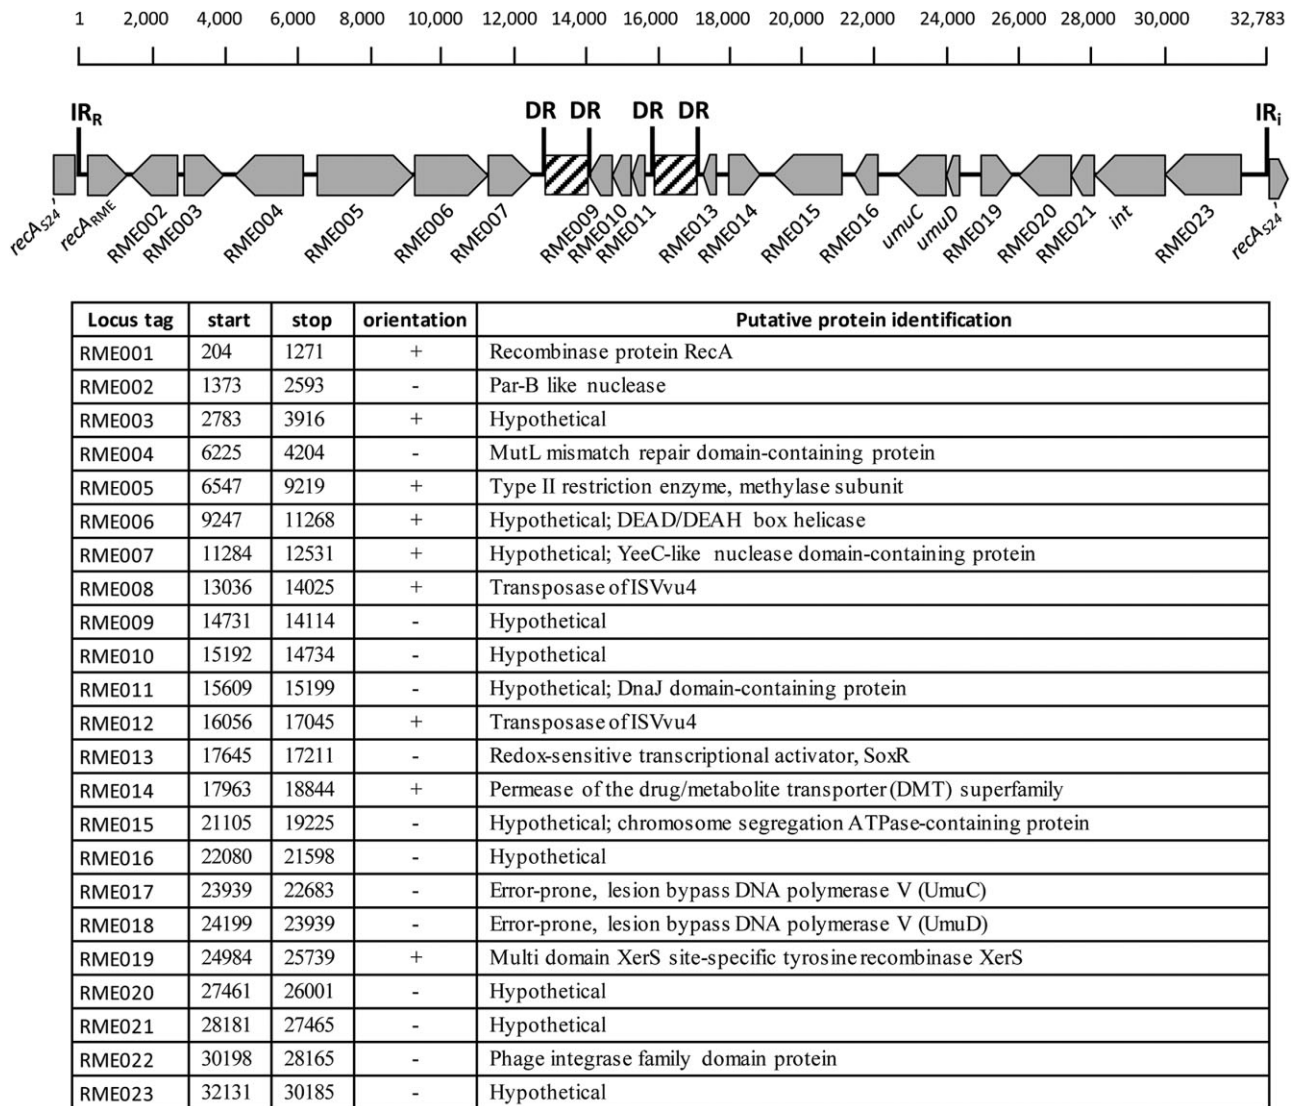 1 2,000 4,000 6,000 8,000 10,000 12,000 14,000 16,000 18,000 20,000 22,000 24,000 26,000 28,000 30,000 32,783
IR_R DR DR DR DR IR_i
recA_S24 recA_RME RME002 RME003 RME004 RME005 RME006 RME007 RME009 RME010 RME011 RME013 RME014 RME015 RME016 umuC umuD RME019 RME020 RME021 int RME023 recA_S24
Locus tag start stop orientation Putative protein identification
RME001 204 1271 + Recombinase protein RecA
RME002 1373 2593 - Par-B like nuclease
RME003 2783 3916 + Hypothetical
RME004 6225 4204 - MutL mismatch repair domain-containing protein
RME005 6547 9219 + Type II restriction enzyme, methylase subunit
RME006 9247 11268 + Hypothetical; DEAD/DEAH box helicase
RME007 11284 12531 + Hypothetical; YeeC-like nuclease domain-containing protein
RME008 13036 14025 + Transposase of ISVvu4
RME009 14731 14114 - Hypothetical
RME010 15192 14734 - Hypothetical
RME011 15609 15199 - Hypothetical; DnaJ domain-containing protein
RME012 16056 17045 + Transposase of ISVvu4
RME013 17645 17211 - Redox-sensitive transcriptional activator, SoxR
RME014 17963 18844 + Permease of the drug/metabolite transporter (DMT) superfamily
RME015 21105 19225 - Hypothetical; chromosome segregation ATPase-containing protein
RME016 22080 21598 - Hypothetical
RME017 23939 22683 - Error-prone, lesion bypass DNA polymerase V (UmuC)
RME018 24199 23939 - Error-prone, lesion bypass DNA polymerase V (UmuD)
RME019 24984 25739 + Multi domain XerS site-specific tyrosine recombinase XerS
RME020 27461 26001 - Hypothetical
RME021 28181 27465 - Hypothetical
RME022 30198 28165 - Phage integrase family domain protein
RME023 32131 30185 - Hypothetical